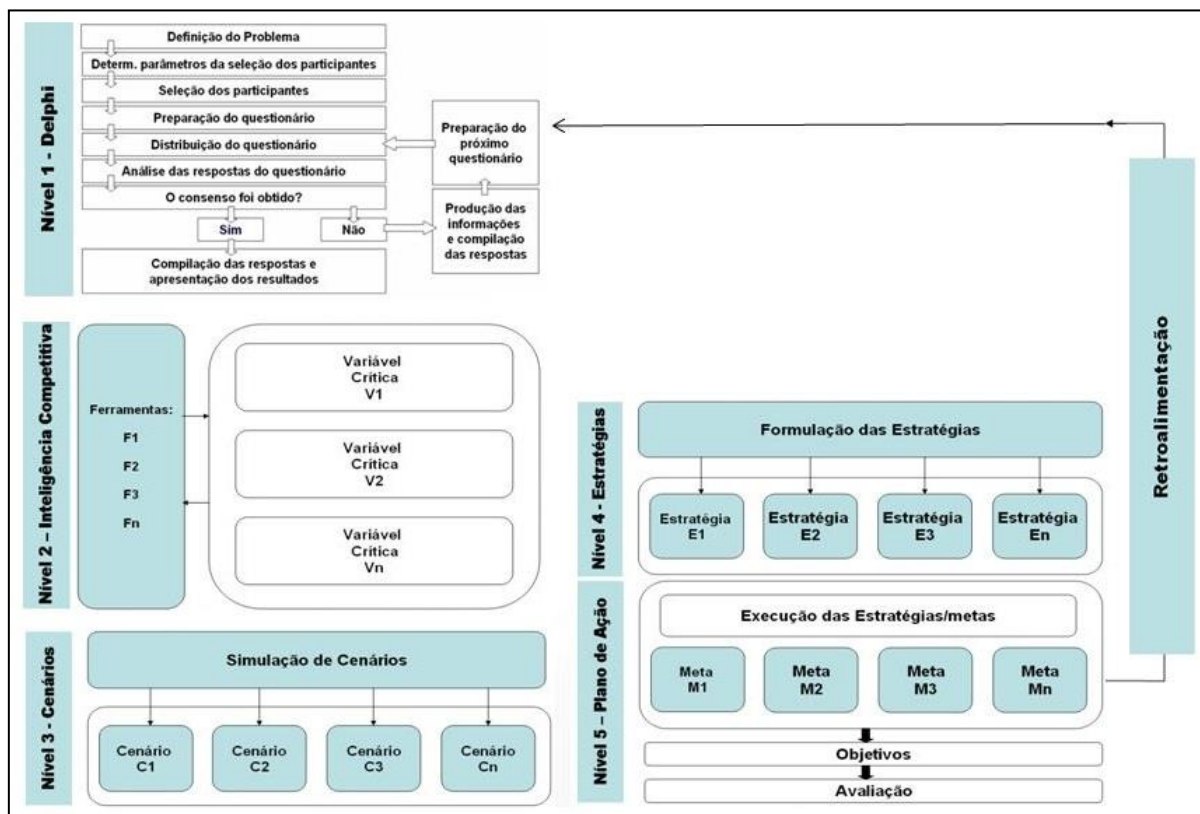 Nível 1 - Delphi
Definição do Problema
Determ. parâmetros da seleção dos participantes
Seleção dos participantes
Preparação do questionário
Distribuição do questionário
Análise das respostas do questionário
O consenso foi obtido?
Sim
Não
Compilação das respostas e
apresentação dos resultados
Preparação do
próximo
questionário
Produção das
informações
e compilação
das respostas
Nível 2 – Inteligência Competitiva
Ferramentas:
F1
F2
F3
Fn
Variável
Crítica
V1
Variável
Crítica
V2
Variável
Crítica
Vn
Nível 3 - Cenários
Simulação de Cenários
Cenário
C1
Cenário
C2
Cenário
C3
Cenário
Cn
Nível 4 - Estratégias
Formulação das Estratégias
Estratégia
E1
Estratégia
E2
Estratégia
E3
Estratégia
En
Nível 5 – Plano de Ação
Execução das Estratégias/metas
Meta
M1
Meta
M2
Meta
M3
Meta
Mn
Objetivos
Avaliação
Retroalimentação